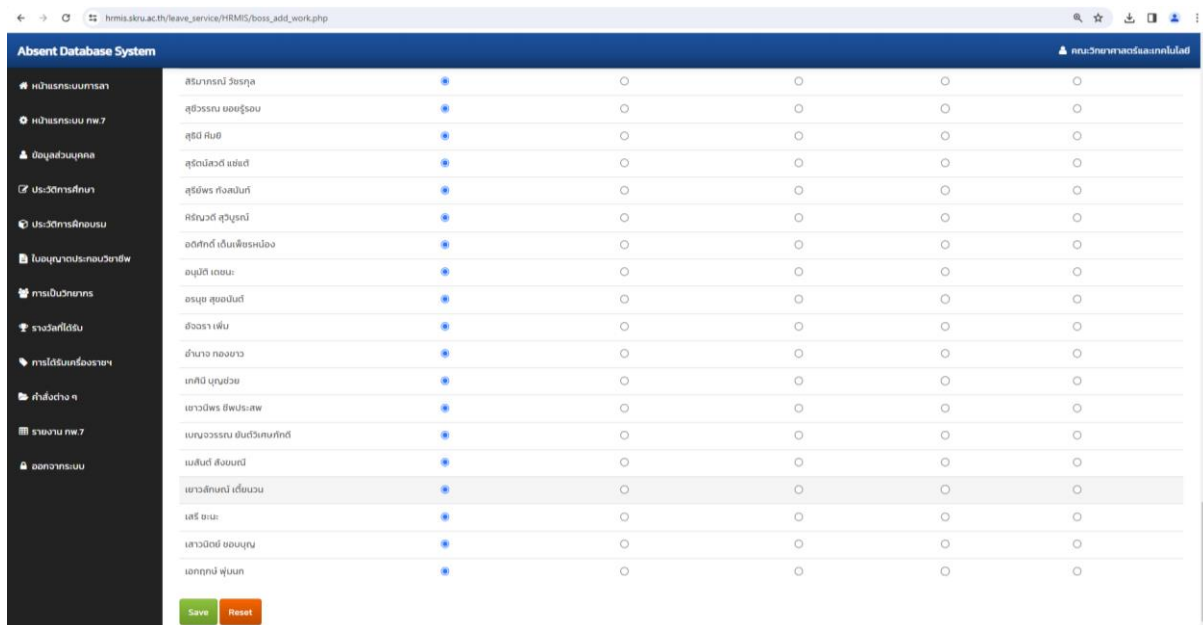 hrmis.skru.ac.th/leave_service/HRMIS/boss_add_work.php
Absent Database System
คณะวิทยาศาสตร์และเทคโนโลยี
หน้าแรกระบบการลา
หน้าแรกระบบ กพ.7
ข้อมูลส่วนบุคคล
ประวัติการศึกษา
ประวัติการฝึกอบรม
ใบอนุญาตประกอบวิชาชีพ
การเป็นวิทยากร
รางวัลที่ได้รับ
การได้รับเครื่องราชฯ
คำสั่งต่าง ๆ
รายงาน กพ.7
ออกจากระบบ
สิริมาภรณ์ วัชรกุล
สุชีวรรณ ยอยรู้รอบ
สุธินี หีมยิ
สุรัตน์สวดี แซ่แต้
สุรีย์พร กังสนันท์
หิรัญวดี สุวิบูรณ์
อดิศักดิ์ เด็นเพ็ชรหน๋อง
อนุมัติ เดชนะ
อรนุช สุขอนันต์
อัจฉรา เพิ่ม
อำนาจ ทองขาว
เกศินี บุญช่วย
เชาวนีพร ชีพประสพ
เบญจวรรณ ยันต์วิเศษภักดี
เมสันต์ สังขมณี
เยาวลักษณ์ เตี้ยนวน
เสรี ชะนะ
เสาวนิตย์ ชอบบุญ
เอกฤกษ์ พุ่มนก
Save
Reset